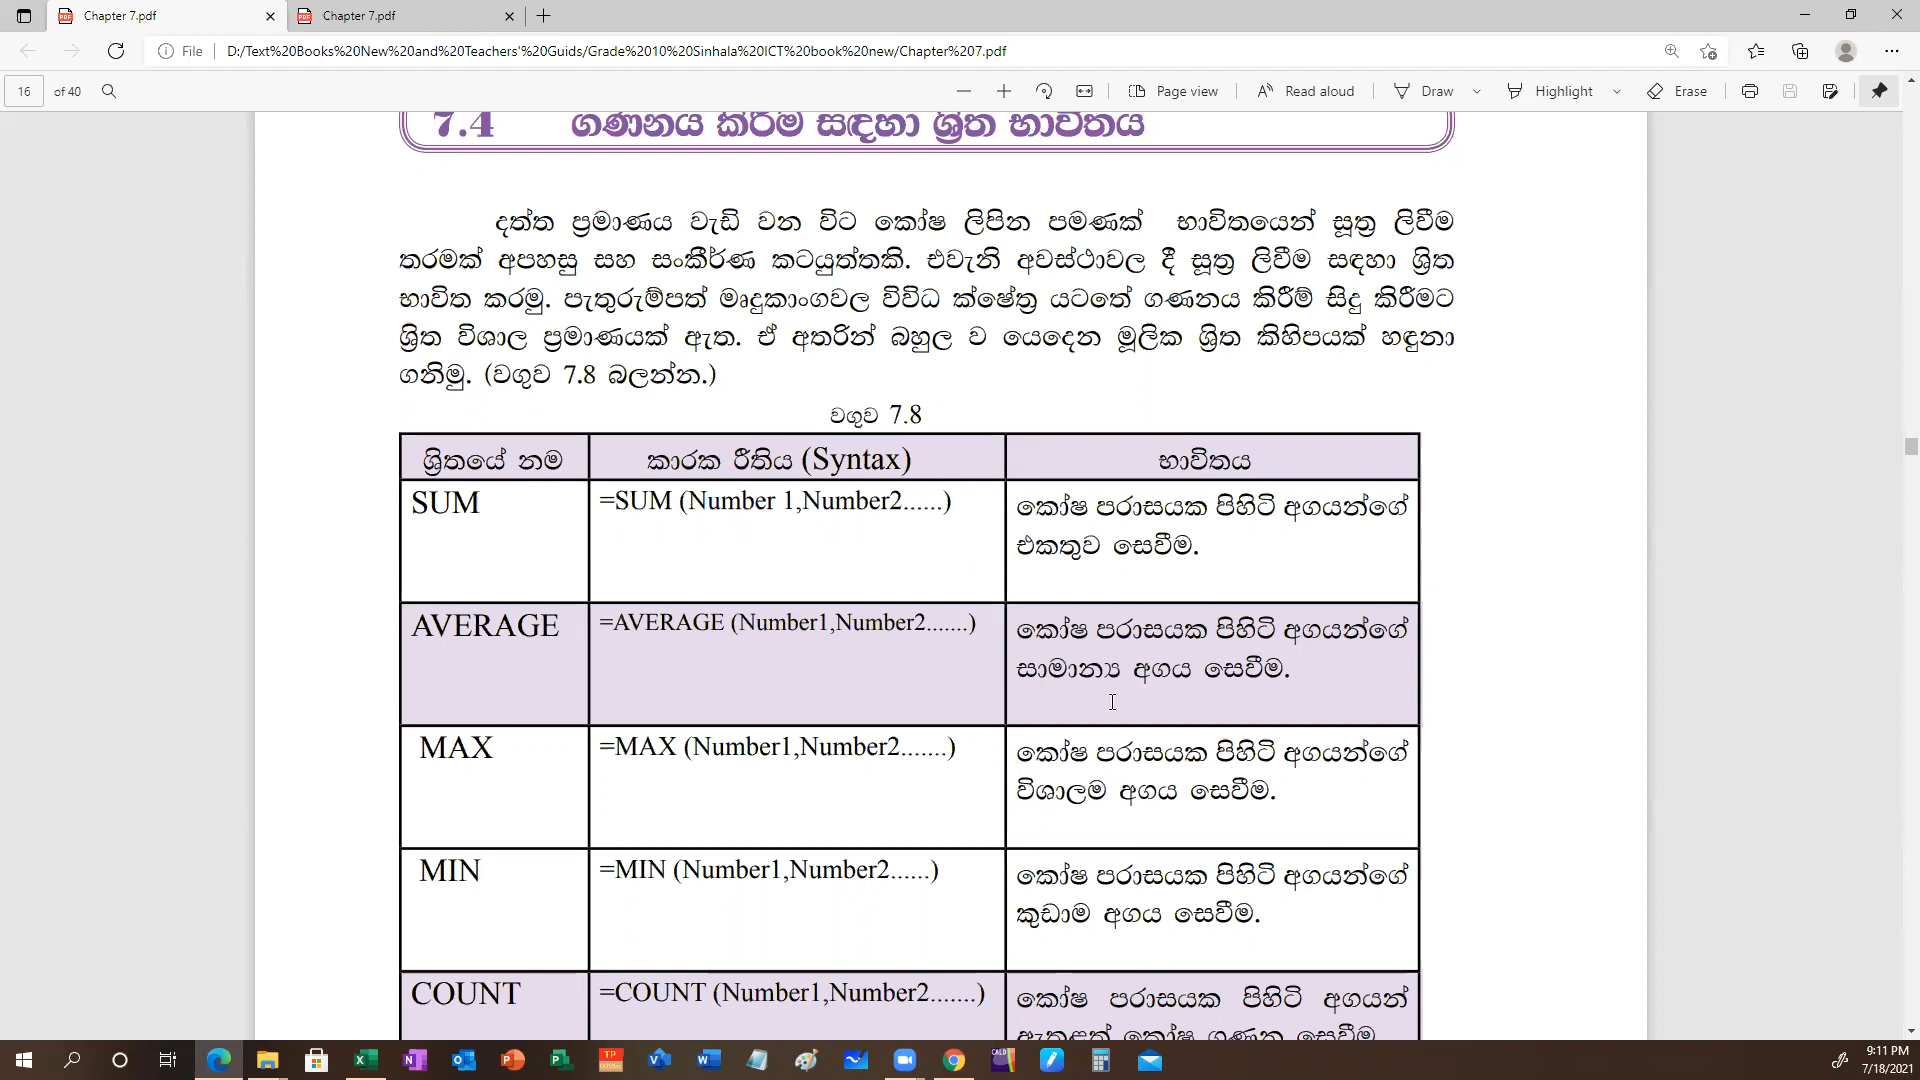 Chapter 7.pdf
Chapter 7.pdf
File
D:/Text%20Books%20New%20and%20Teachers'%20Guids/Grade%2010%20Sinhala%20ICT%20book%20new/Chapter%207.pdf
16
of 40
Page view
Read aloud
Draw
Highlight
Erase
7.4 ගණනය කිරීම සඳහා ශ්‍රිත භාවිතය
දත්ත ප්‍රමාණය වැඩි වන විට කෝෂ ලිපින පමණක් භාවිතයෙන් සූත්‍ර ලිවීම
තරමක් අපහසු සහ සංකීර්ණ කටයුත්තකි. එවැනි අවස්ථාවල දී සූත්‍ර ලිවීම සඳහා ශ්‍රිත
භාවිත කරමු. පැතුරුම්පත් මෘදුකාංගවල විවිධ ක්ෂේත්‍ර යටතේ ගණනය කිරීම් සිදු කිරීමට
ශ්‍රිත විශාල ප්‍රමාණයක් ඇත. ඒ අතරින් බහුල ව යෙදෙන මූලික ශ්‍රිත කිහිපයක් හඳුනා
ගනිමු. (වගුව 7.8 බලන්න.)
වගුව 7.8
ශ්‍රිතයේ නම කාරක රීතිය (Syntax) භාවිතය
SUM =SUM (Number 1,Number2......) කෝෂ පරාසයක පිහිටි අගයන්ගේ
එකතුව සෙවීම.
AVERAGE =AVERAGE (Number1,Number2.......) කෝෂ පරාසයක පිහිටි අගයන්ගේ
සාමාන්‍ය අගය සෙවීම.
MAX =MAX (Number1,Number2.......) කෝෂ පරාසයක පිහිටි අගයන්ගේ
විශාලම අගය සෙවීම.
MIN =MIN (Number1,Number2......) කෝෂ පරාසයක පිහිටි අගයන්ගේ
කුඩාම අගය සෙවීම.
COUNT =COUNT (Number1,Number2.......) කෝෂ පරාසයක පිහිටි අගයන්
ඇතුළත් කෝෂ ගණන සෙවීම
9:11 PM
7/18/2021